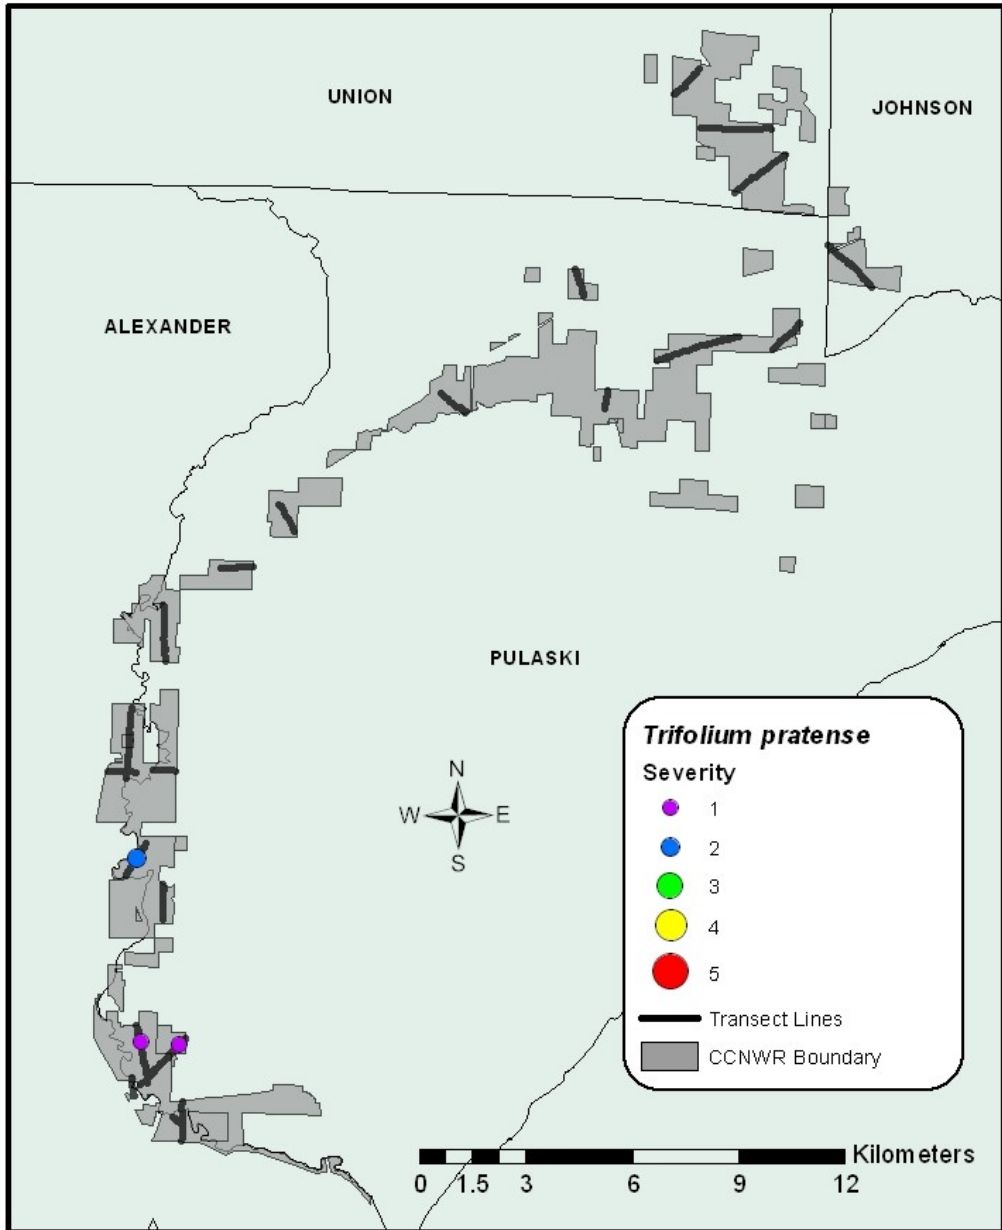 UNION
JOHNSON
ALEXANDER
PULASKI
N
W E
S
Trifolium pratense
Severity
1
2
3
4
5
Transect Lines
CCNWR Boundary
Kilometers
0 1.5 3 6 9 12